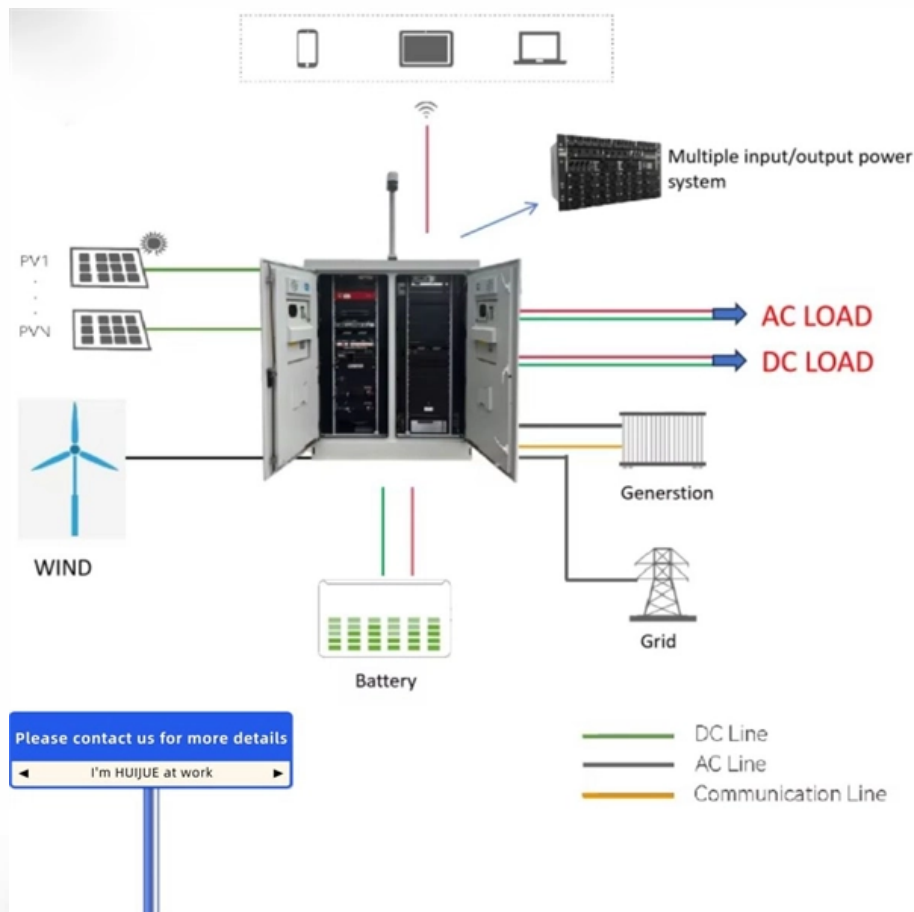 Multiple input/output power
system
PV1
PVN
AC LOAD
DC LOAD
Generstion
WIND
Grid
Battery
Please contact us for more details
I'm HUIJUE at work
DC Line
AC Line
Communication Line